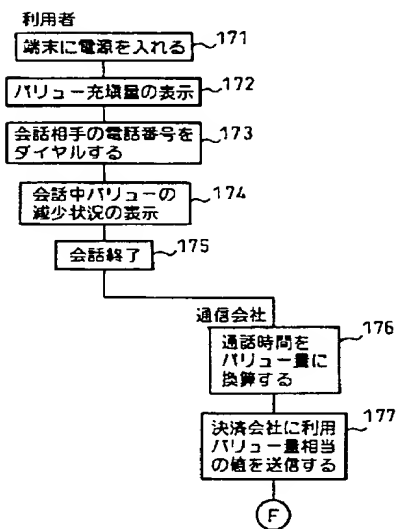 利用者
端末に電源を入れる
171
バリュー充填量の表示
172
会話相手の電話番号を
ダイヤルする
173
会話中バリューの
減少状況の表示
174
会話終了
175
通信会社
通話時間を
バリュー量に
換算する
176
決済会社に利用
バリュー量相当
の値を送信する
177
F